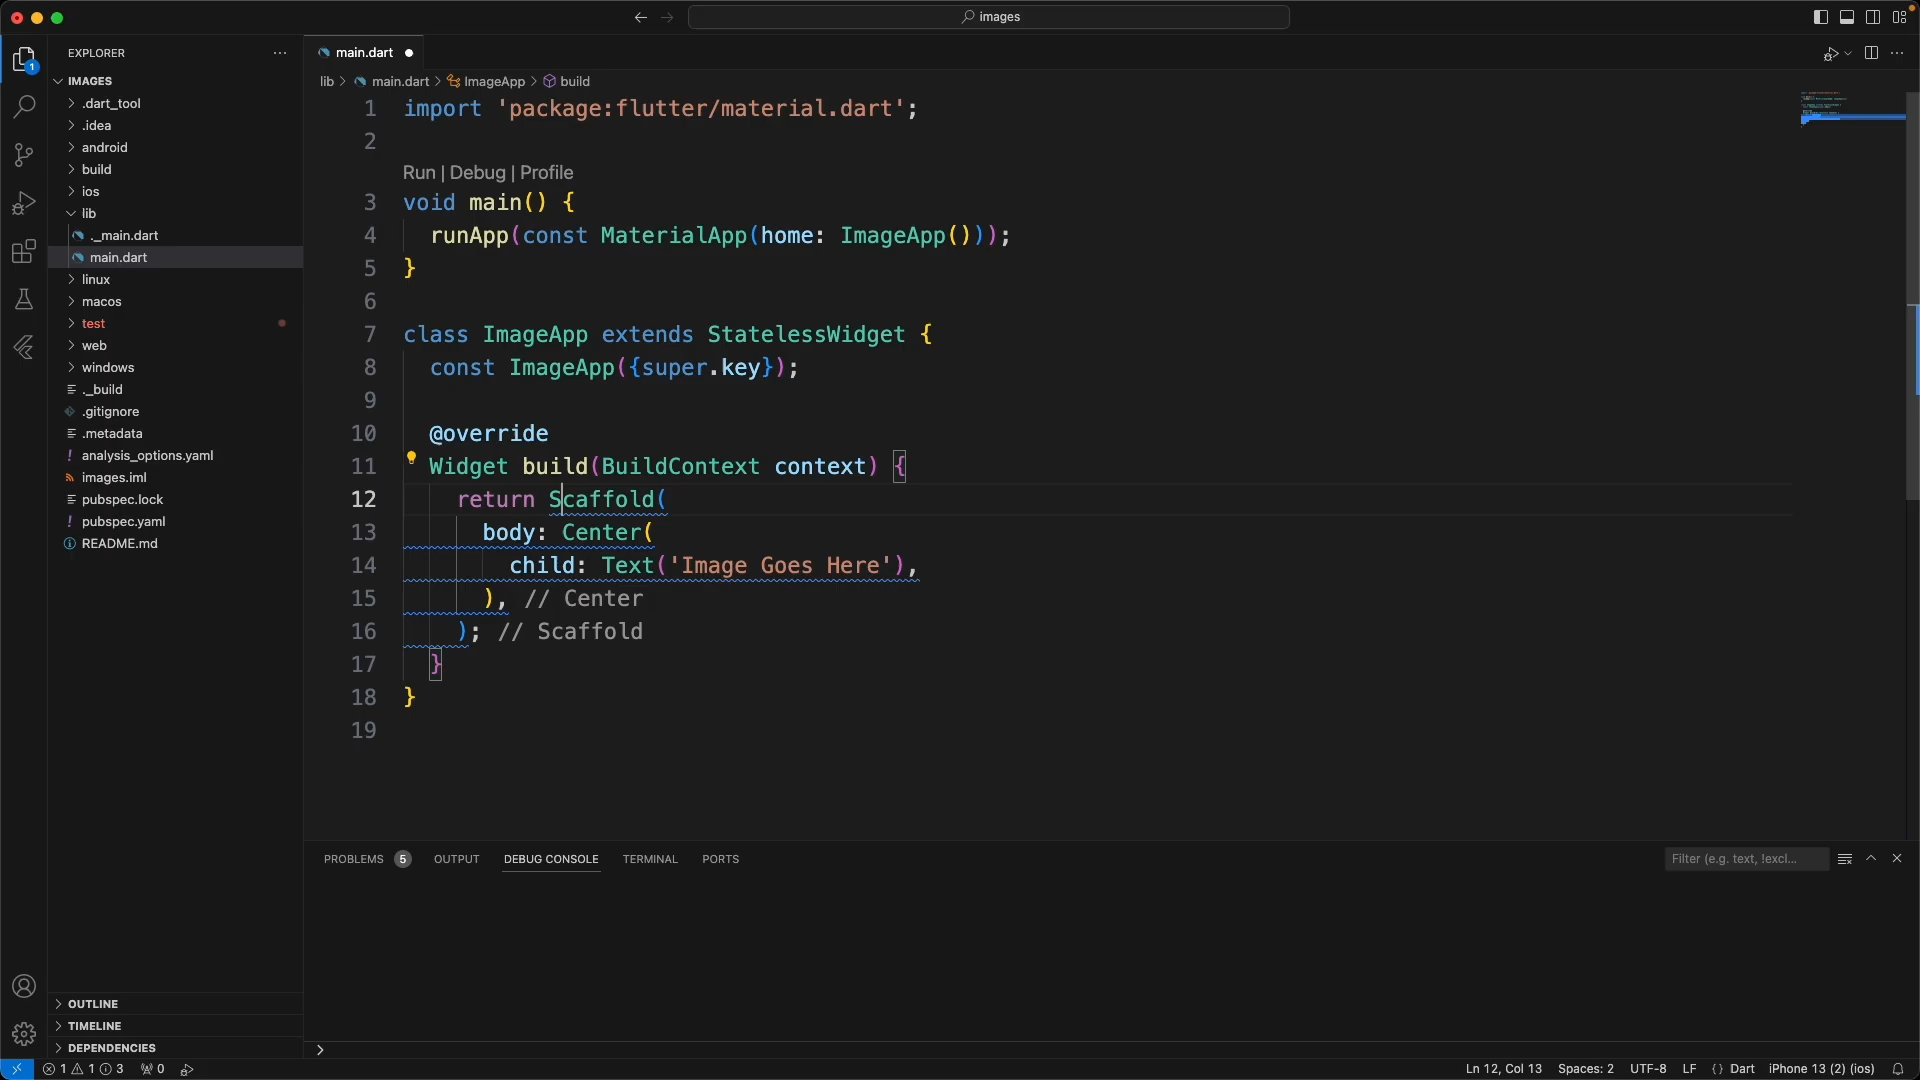 images
EXPLORER
IMAGES
.dart_tool
.idea
android
build
ios
lib
._main.dart
main.dart
linux
macos
test
web
windows
._build
.gitignore
.metadata
analysis_options.yaml
images.iml
pubspec.lock
pubspec.yaml
README.md
OUTLINE
TIMELINE
DEPENDENCIES
main.dart
lib > main.dart > ImageApp > build
1 import 'package:flutter/material.dart';
2
Run | Debug | Profile
3 void main() {
4 runApp(const MaterialApp(home: ImageApp()));
5 }
6
7 class ImageApp extends StatelessWidget {
8 const ImageApp({super.key});
9
10 @override
11 Widget build(BuildContext context) {
12 return Scaffold(
13 body: Center(
14 child: Text('Image Goes Here'),
15 ), // Center
16 ); // Scaffold
17 }
18 }
19
PROBLEMS 5 OUTPUT DEBUG CONSOLE TERMINAL PORTS
Filter (e.g. text, !excl...
1 1 3 0
Ln 12, Col 13 Spaces: 2 UTF-8 LF {} Dart iPhone 13 (2) (ios)